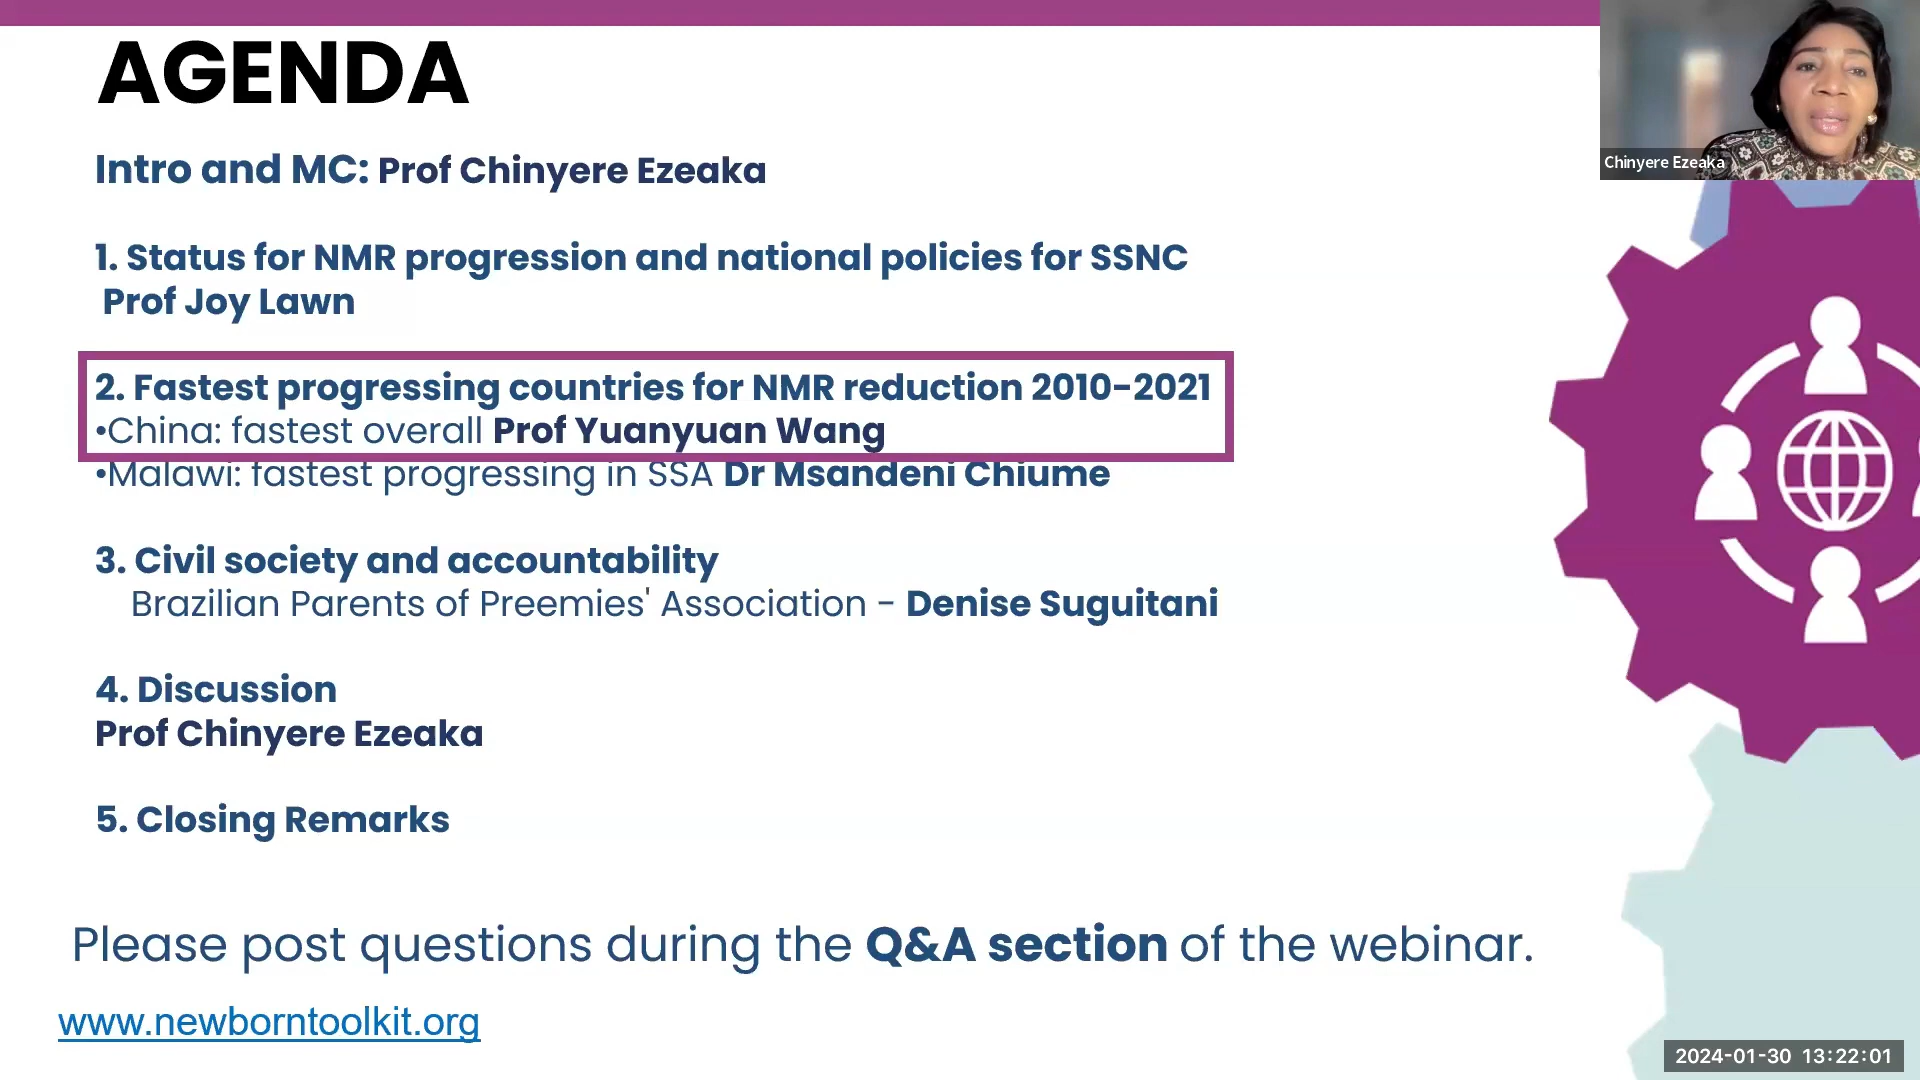 AGENDA
Intro and MC: Prof Chinyere Ezeaka
1. Status for NMR progression and national policies for SSNC
Prof Joy Lawn
2. Fastest progressing countries for NMR reduction 2010-2021
•China: fastest overall Prof Yuanyuan Wang
•Malawi: fastest progressing in SSA Dr Msandeni Chiume
3. Civil society and accountability
Brazilian Parents of Preemies' Association - Denise Suguitani
4. Discussion
Prof Chinyere Ezeaka
5. Closing Remarks
Please post questions during the Q&A section of the webinar.
www.newborntoolkit.org
Chinyere Ezeaka
2024-01-30 13:22:01